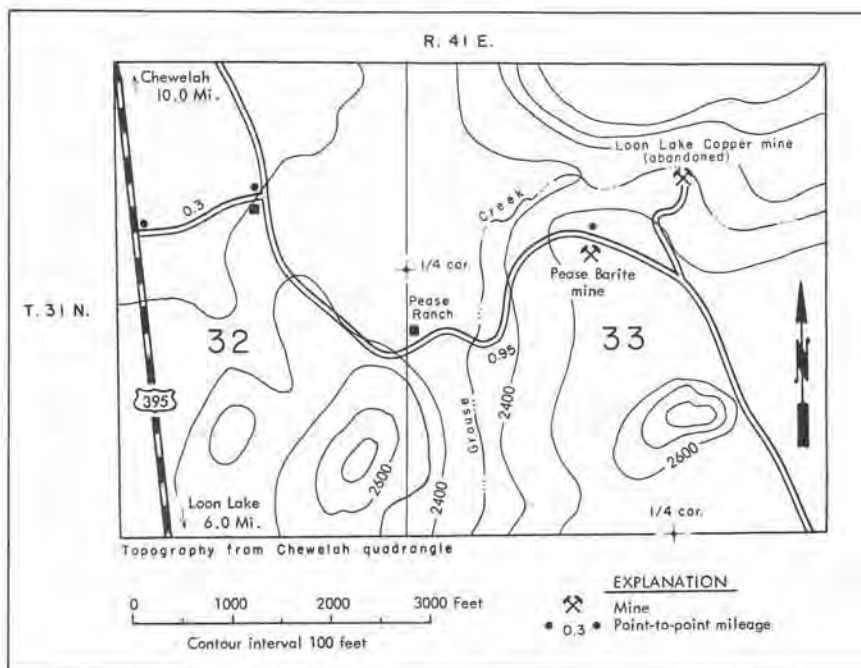 R. 41 E.
Chewelah
10.0 Mi.
Loon Lake Copper mine
(abandoned)
0.3
Creek
1/4 cor.
Pease Barite
mine
Pease
Ranch
T. 31 N.
32
33
0.95
395
Grouse
2400
2400
2600
2600
Loon Lake
6.0 Mi.
1/4 cor.
N
Topography from Chewelah quadrangle
0 1000 2000 3000 Feet
Contour interval 100 feet
EXPLANATION
Mine
0.3 Point-to-point mileage